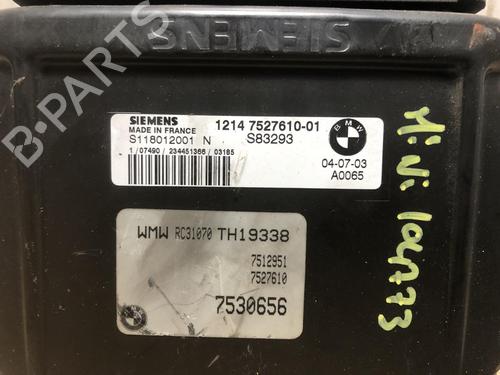 SIEMENS
SIEMENS
MADE IN FRANCE
1214 7527610-01
BMW
S118012001 N
S83293
1 / 07490 / 234451366 / 03185
04-07-03
A0065
WMW RC31070 TH19338
7512951
7527610
7530656
104773
B-PARTS